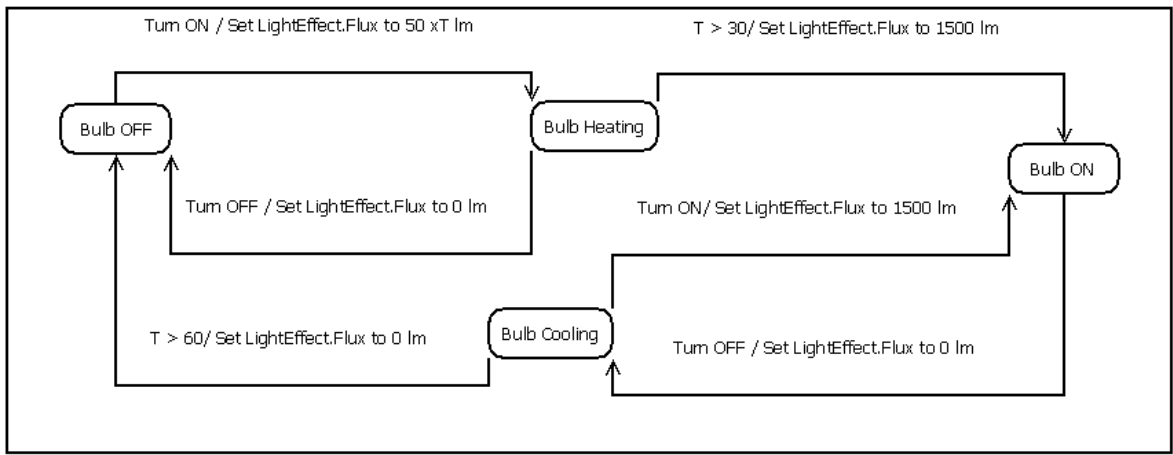 Turn ON / Set LightEffect.Flux to 50 xT lm
T > 30/ Set LightEffect.Flux to 1500 lm
Bulb OFF
Bulb Heating
Bulb ON
Turn OFF / Set LightEffect.Flux to 0 lm
Turn ON/ Set LightEffect.Flux to 1500 lm
T > 60/ Set LightEffect.Flux to 0 lm
Bulb Cooling
Turn OFF / Set LightEffect.Flux to 0 lm